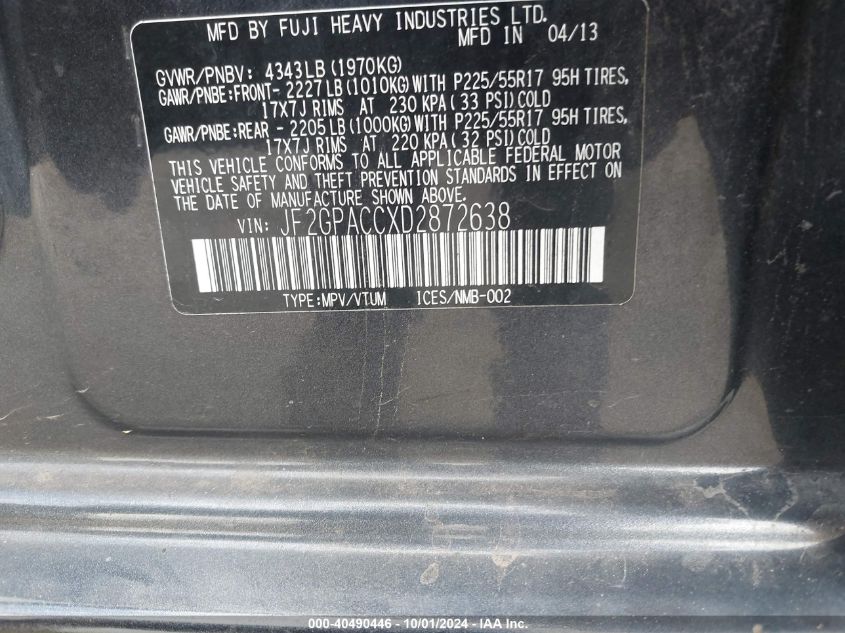 MFD BY FUJI HEAVY INDUSTRIES LTD.
MFD IN 04/13
GVWR/PNBV: 4343LB (1970KG)
GAWR/PNBE:FRONT- 2227LB(1010KG)WITH P225/55R17 95H TIRES,
17X7J RIMS AT 230 KPA(33 PSI)COLD
GAWR/PNBE:REAR - 2205LB(1000KG)WITH P225/55R17 95H TIRES,
17X7J RIMS AT 220 KPA(32 PSI)COLD
THIS VEHICLE CONFORMS TO ALL APPLICABLE FEDERAL MOTOR
VEHICLE SAFETY AND THEFT PREVENTION STANDARDS IN EFFECT ON
THE DATE OF MANUFACTURE SHOWN ABOVE.
VIN: JF2GPACCXD2872638
TYPE:MPV/VTUM ICES/NMB-002
000-40490446 - 10/01/2024 - IAA Inc.